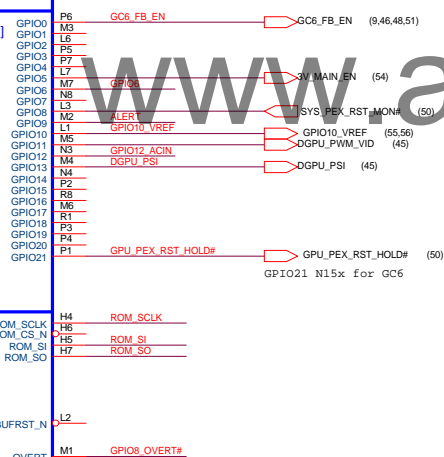 GPIO0 P6 GC6_FB_EN GC6_FB_EN (9,46,48,51)
]
GPIO1 M3
GPIO2 L6
GPIO3 P5
GPIO4 P7
GPIO5 L7 3V_MAIN_EN (54)
GPIO6 M7 GPIO6
GPIO7 N8
GPIO8 L3 SYS_PEX_RST_MON# (50)
GPIO9 M2 ALERT
GPIO10 L1 GPIO10_VREF GPIO10_VREF (55,56)
GPIO11 M5 DGPU_PWM_VID (45)
GPIO12 N3 GPIO12_ACIN
GPIO13 M4 DGPU_PSI DGPU_PSI (45)
GPIO14 N4
GPIO15 P2
GPIO16 R8
GPIO17 M6
GPIO18 R1
GPIO19 P3
GPIO20 P4
GPIO21 P1 GPU_PEX_RST_HOLD# GPU_PEX_RST_HOLD# (50)
GPIO21 N15x for GC6
www.a
OM_SCLK H4 ROM_SCLK
OM_CS_N H6
ROM_SI H5 ROM_SI
ROM_SO H7 ROM_SO
BUFRST_N L2
OVERT M1 GPIO8_OVERT#